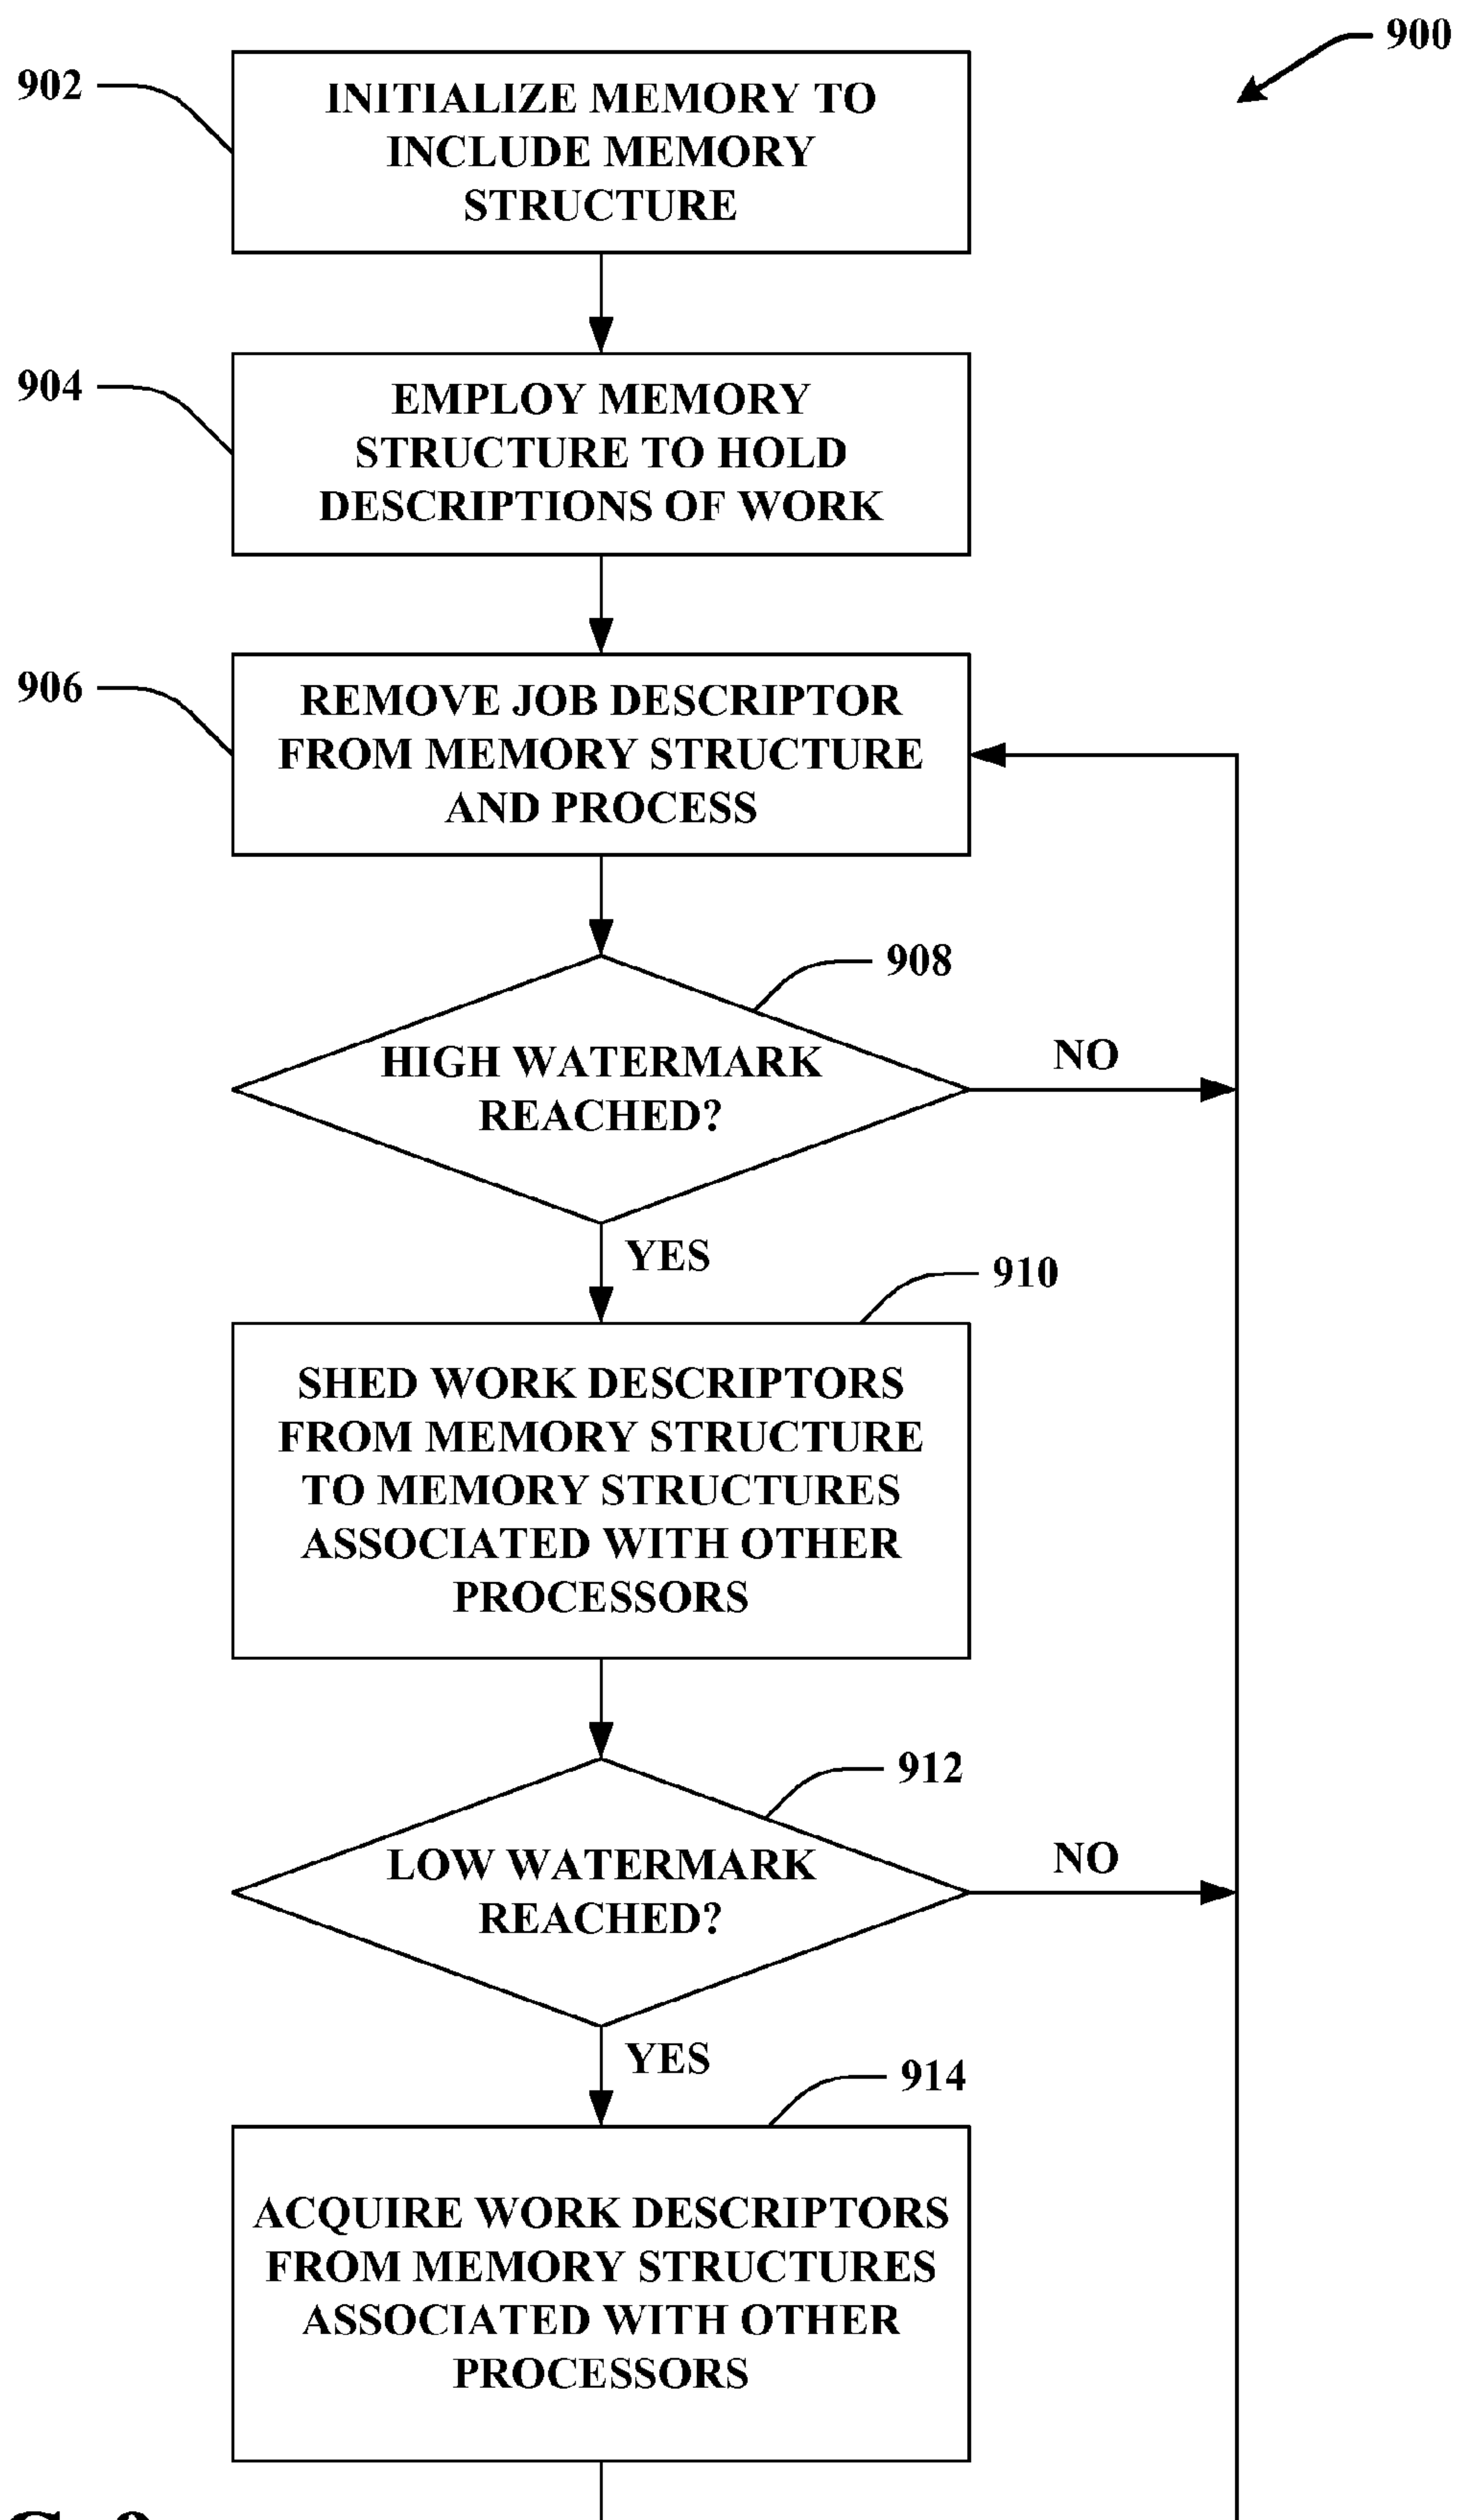 900
902
INITIALIZE MEMORY TO
INCLUDE MEMORY
STRUCTURE
904
EMPLOY MEMORY
STRUCTURE TO HOLD
DESCRIPTIONS OF WORK
906
REMOVE JOB DESCRIPTOR
FROM MEMORY STRUCTURE
AND PROCESS
908
HIGH WATERMARK
REACHED?
NO
YES
910
SHED WORK DESCRIPTORS
FROM MEMORY STRUCTURE
TO MEMORY STRUCTURES
ASSOCIATED WITH OTHER
PROCESSORS
912
LOW WATERMARK
REACHED?
NO
YES
914
ACQUIRE WORK DESCRIPTORS
FROM MEMORY STRUCTURES
ASSOCIATED WITH OTHER
PROCESSORS